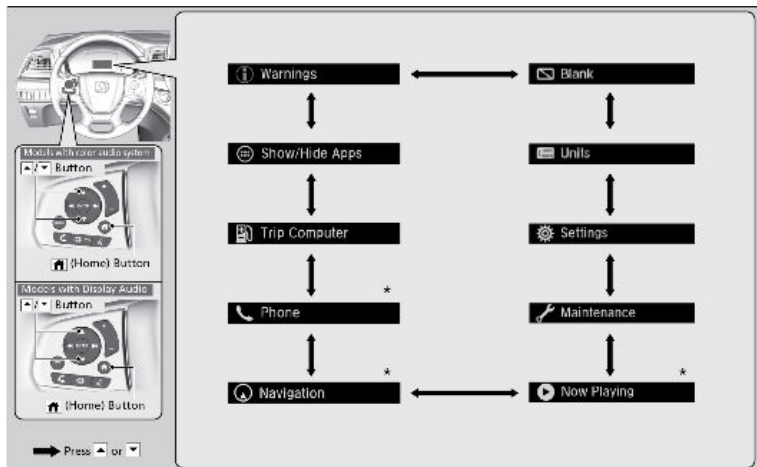 Models with color audio system
▲/▼ Button
(Home) Button
Models with Display Audio
▲/▼ Button
(Home) Button
Press ▲ or ▼
Warnings
Show/Hide Apps
Trip Computer
*
Phone
*
Navigation
Blank
Units
Settings
Maintenance
*
Now Playing